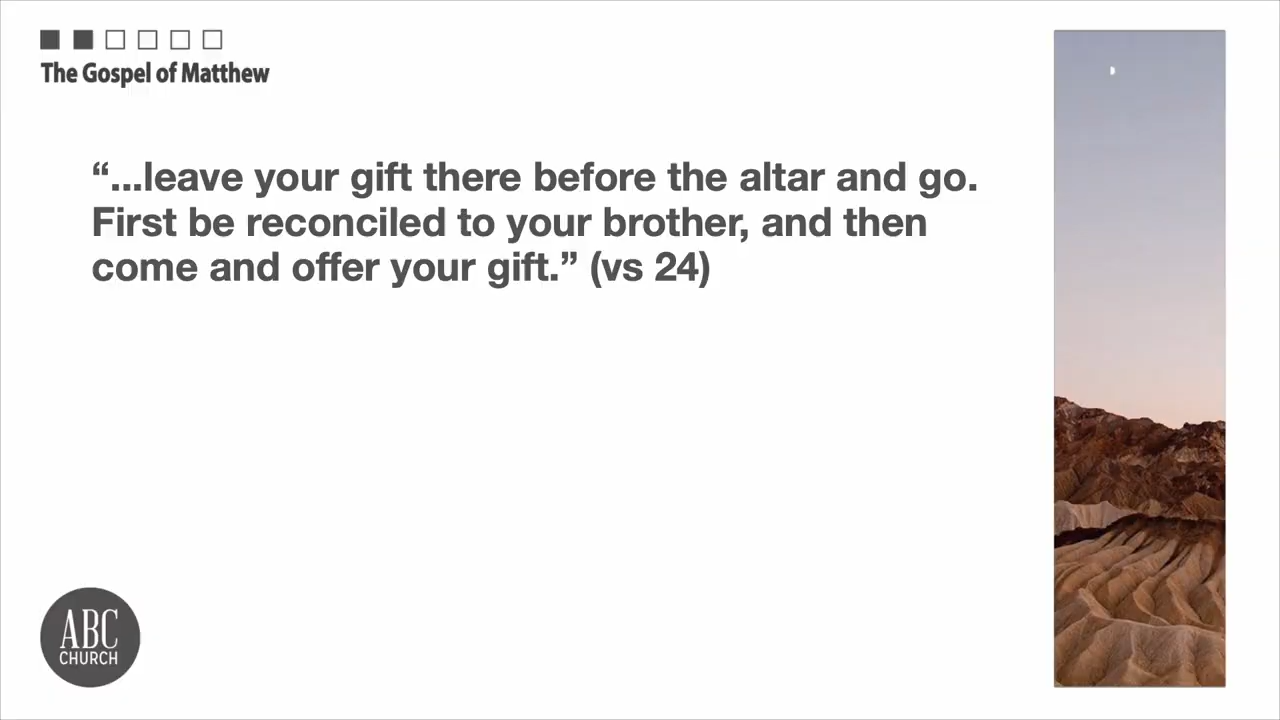 The Gospel of Matthew
“...leave your gift there before the altar and go.
First be reconciled to your brother, and then
come and offer your gift.” (vs 24)
ABC
CHURCH